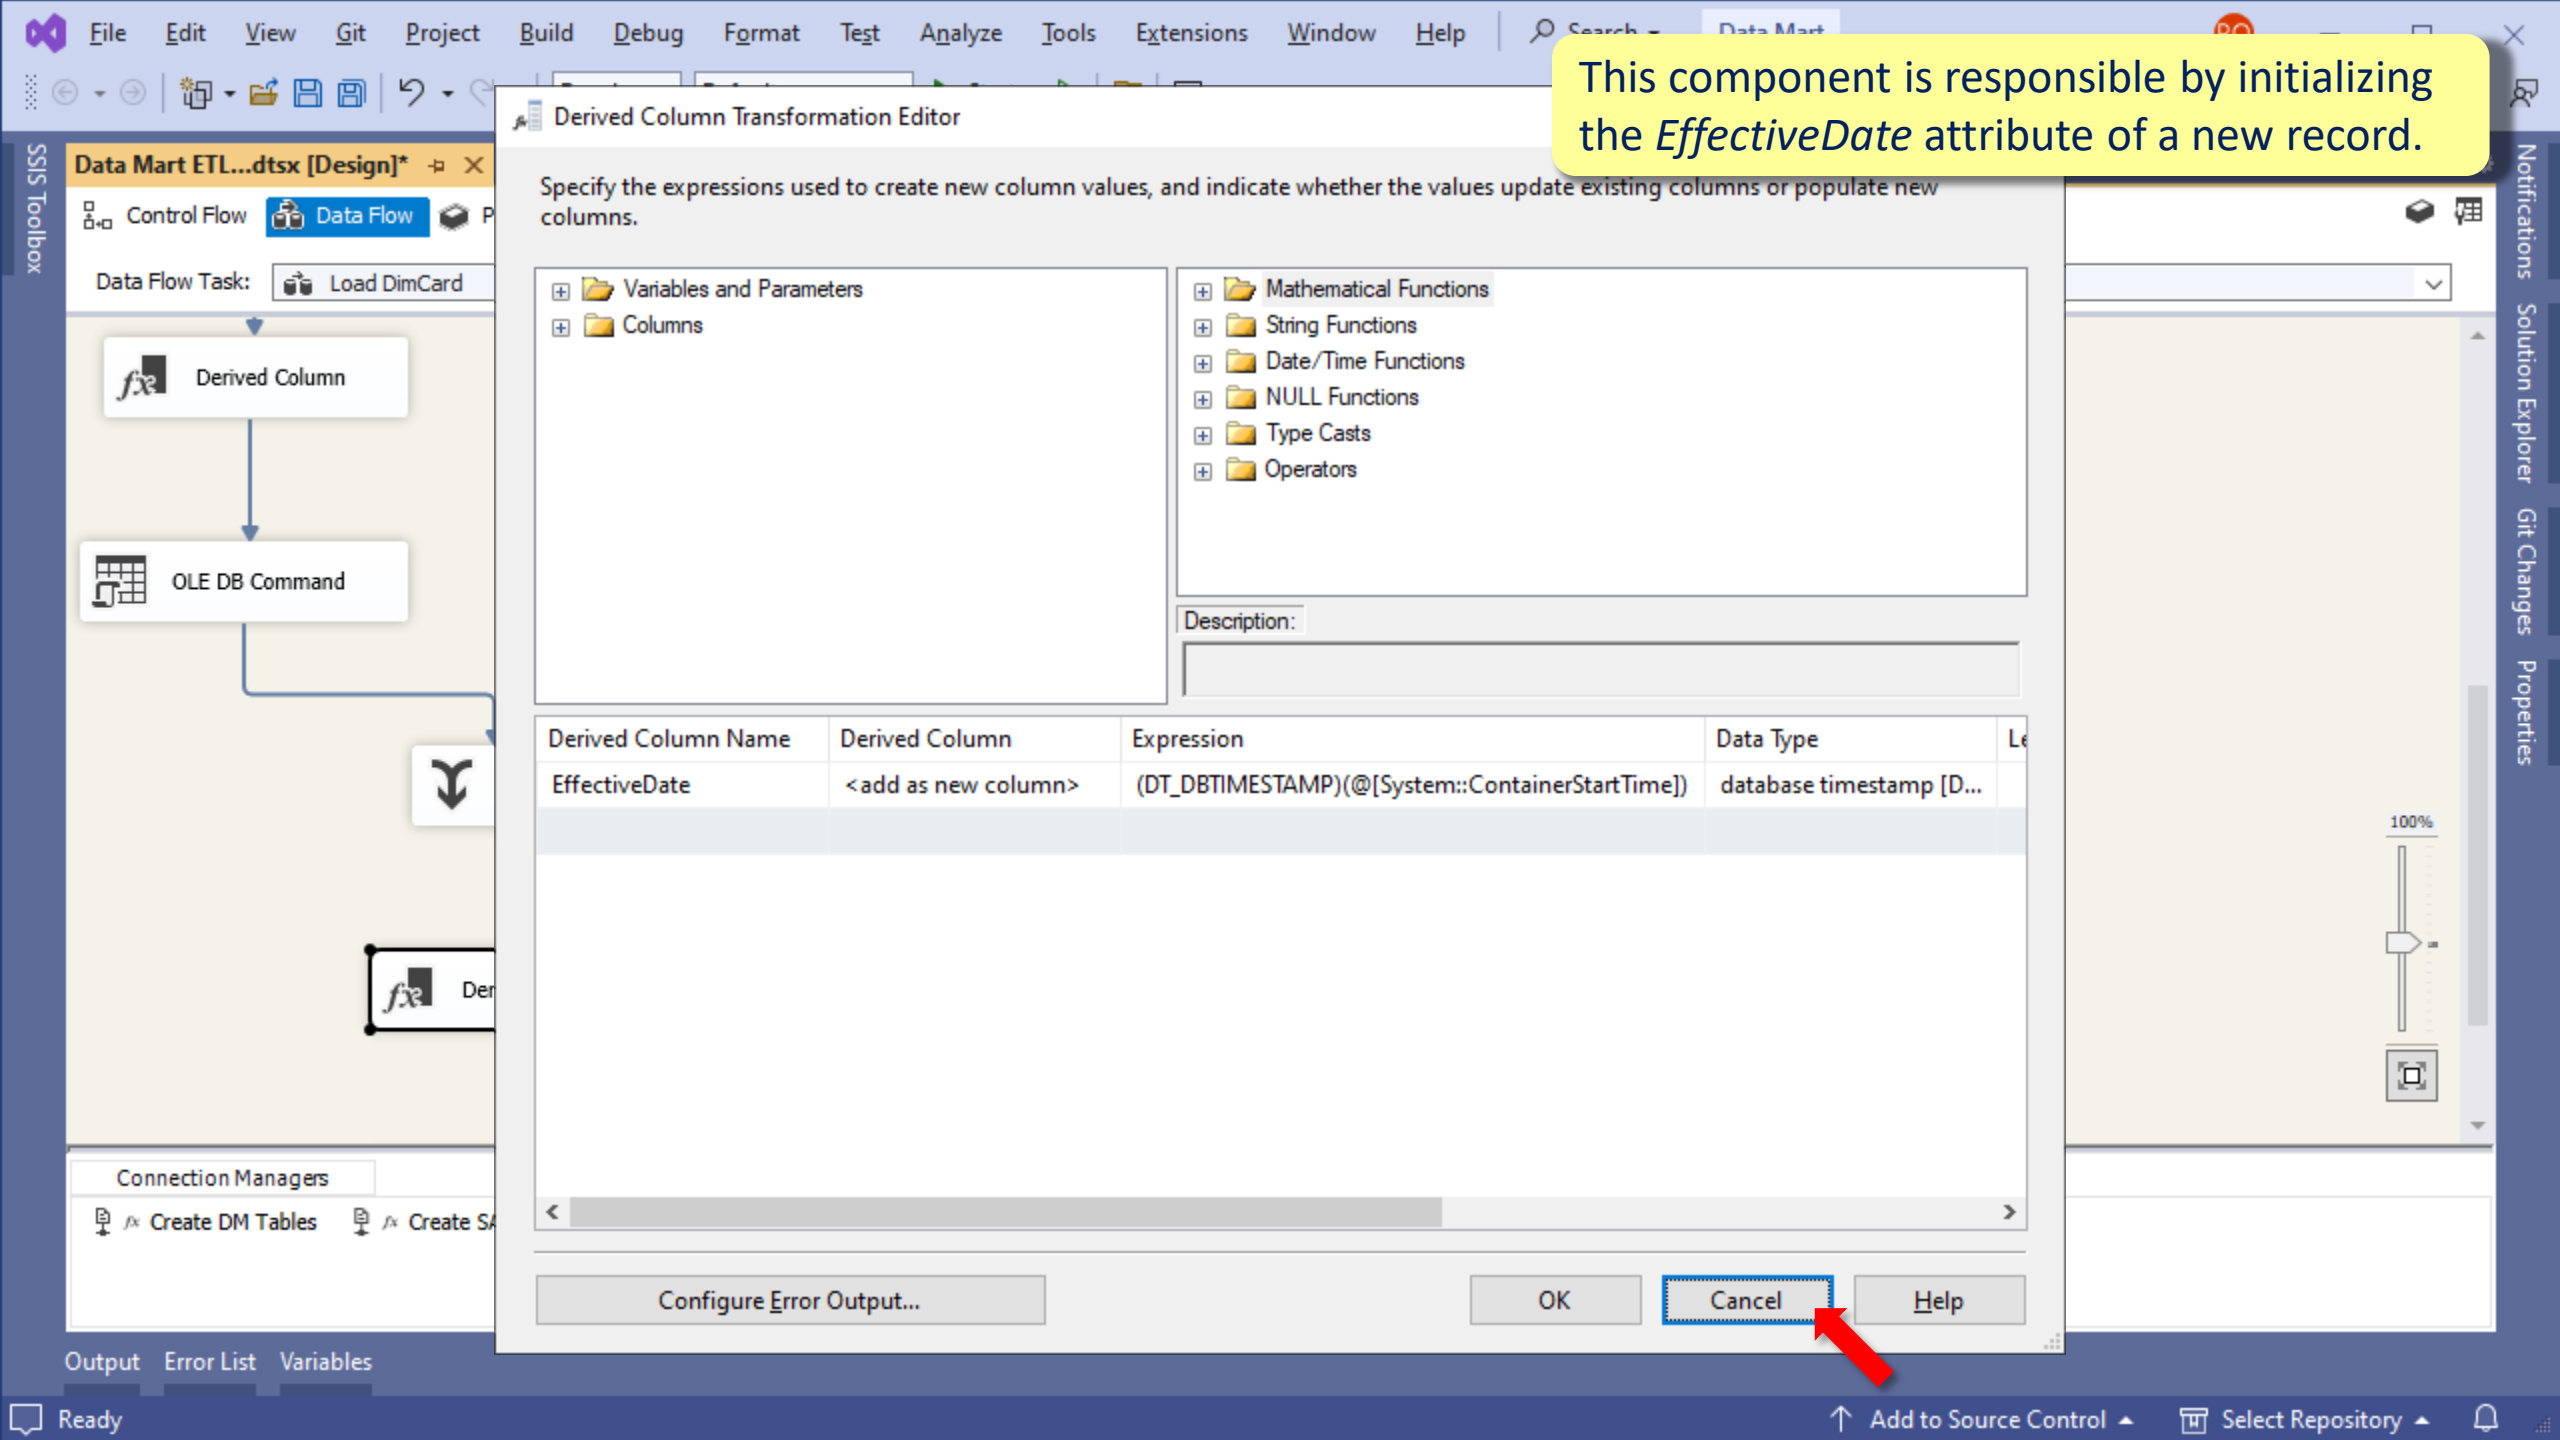 File Edit View Git Project Build Debug Format Test Analyze Tools Extensions Window Help Search Data Mart
This component is responsible by initializing
the EffectiveDate attribute of a new record.
Derived Column Transformation Editor
SSIS Toolbox
Data Mart ETL...dtsx [Design]*
Specify the expressions used to create new column values, and indicate whether the values update existing columns or populate new
columns.
Control Flow Data Flow P
Data Flow Task: Load DimCard
Variables and Parameters
Columns
Mathematical Functions
String Functions
Date/Time Functions
NULL Functions
Type Casts
Operators
Description:
Derived Column
OLE DB Command
Der
Derived Column Name Derived Column Expression Data Type Le
EffectiveDate <add as new column> (DT_DBTIMESTAMP)(@[System::ContainerStartTime]) database timestamp [D...
100%
Notifications
Solution Explorer
Git Changes
Properties
Connection Managers
Create DM Tables Create SA
Configure Error Output... OK Cancel Help
Output Error List Variables
Ready Add to Source Control Select Repository